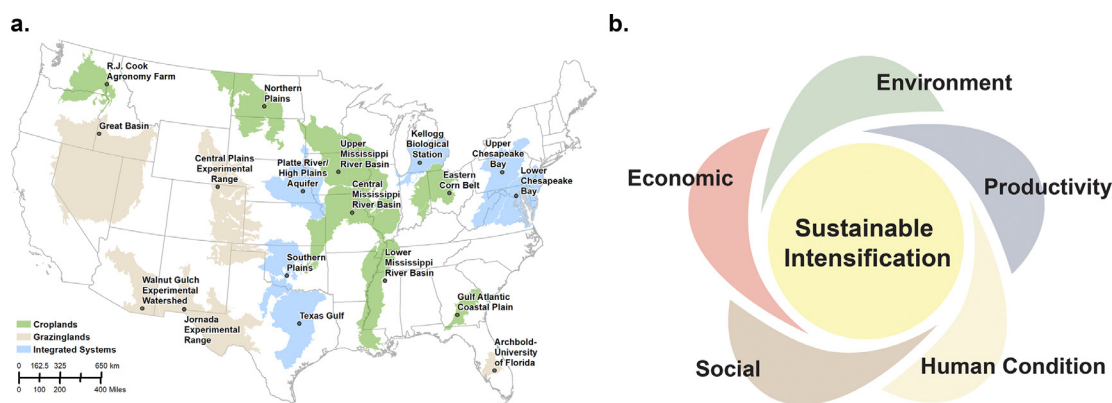 a.
b.
R.J. Cook
Agronomy Farm
Northern
Plains
Great Basin
Central Plains
Experimental
Range
Platte River/
High Plains
Aquifer
Upper
Mississippi
River Basin
Central
Mississippi
River Basin
Kellogg
Biological
Station
Eastern
Corn Belt
Upper
Chesapeake
Bay
Lower
Chesapeake
Bay
Southern
Plains
Lower
Mississippi
River Basin
Walnut Gulch
Experimental
Watershed
Jornada
Experimental
Range
Texas Gulf
Gulf Atlantic
Coastal Plain
Archbold-
University
of Florida
Croplands
Grazinglands
Integrated Systems
0 162.5 325 650 km
0 100 200 400 Miles
Environment
Economic
Productivity
Sustainable
Intensification
Social
Human Condition